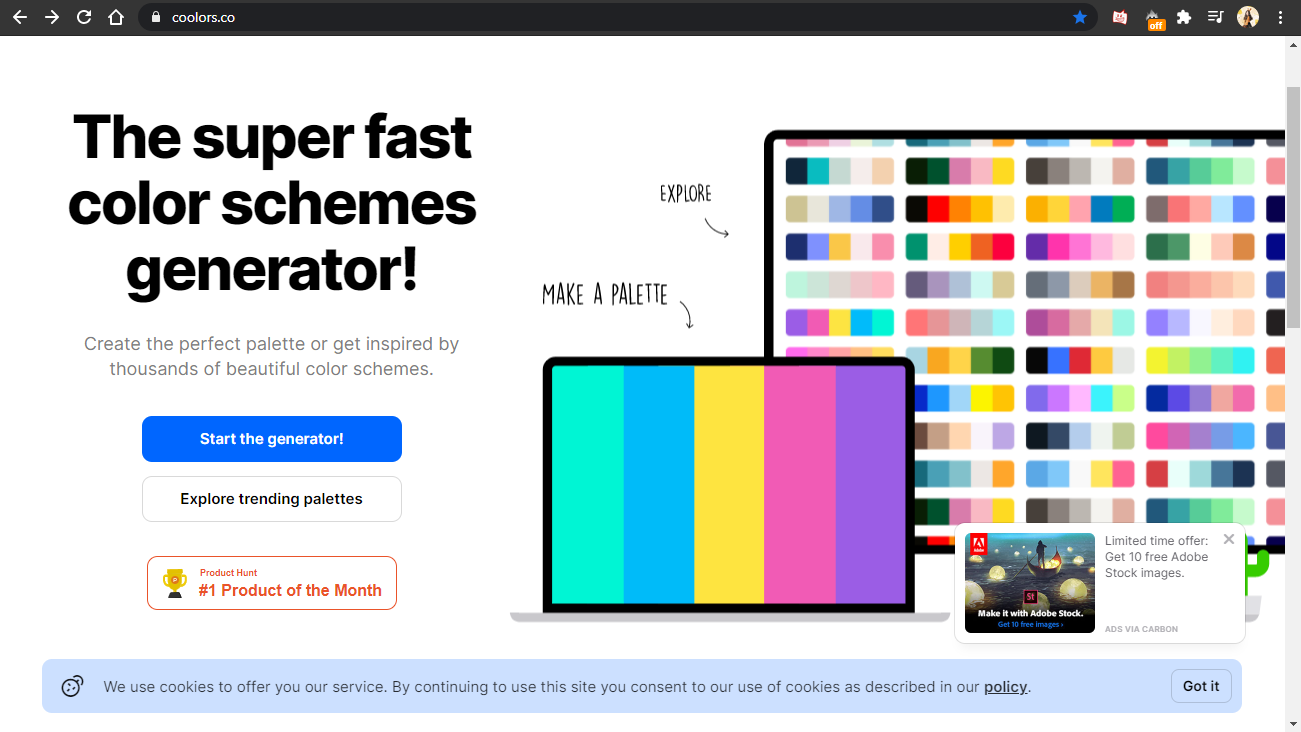 coolors.co
off
The super fast
color schemes
generator!
Create the perfect palette or get inspired by
thousands of beautiful color schemes.
Start the generator!
Explore trending palettes
Product Hunt
#1 Product of the Month
EXPLORE
MAKE A PALETTE
Adobe
St
Make it with Adobe Stock.
Get 10 free images ›
Limited time offer:
Get 10 free Adobe
Stock images.
ADS VIA CARBON
We use cookies to offer you our service. By continuing to use this site you consent to our use of cookies as described in our policy.
Got it